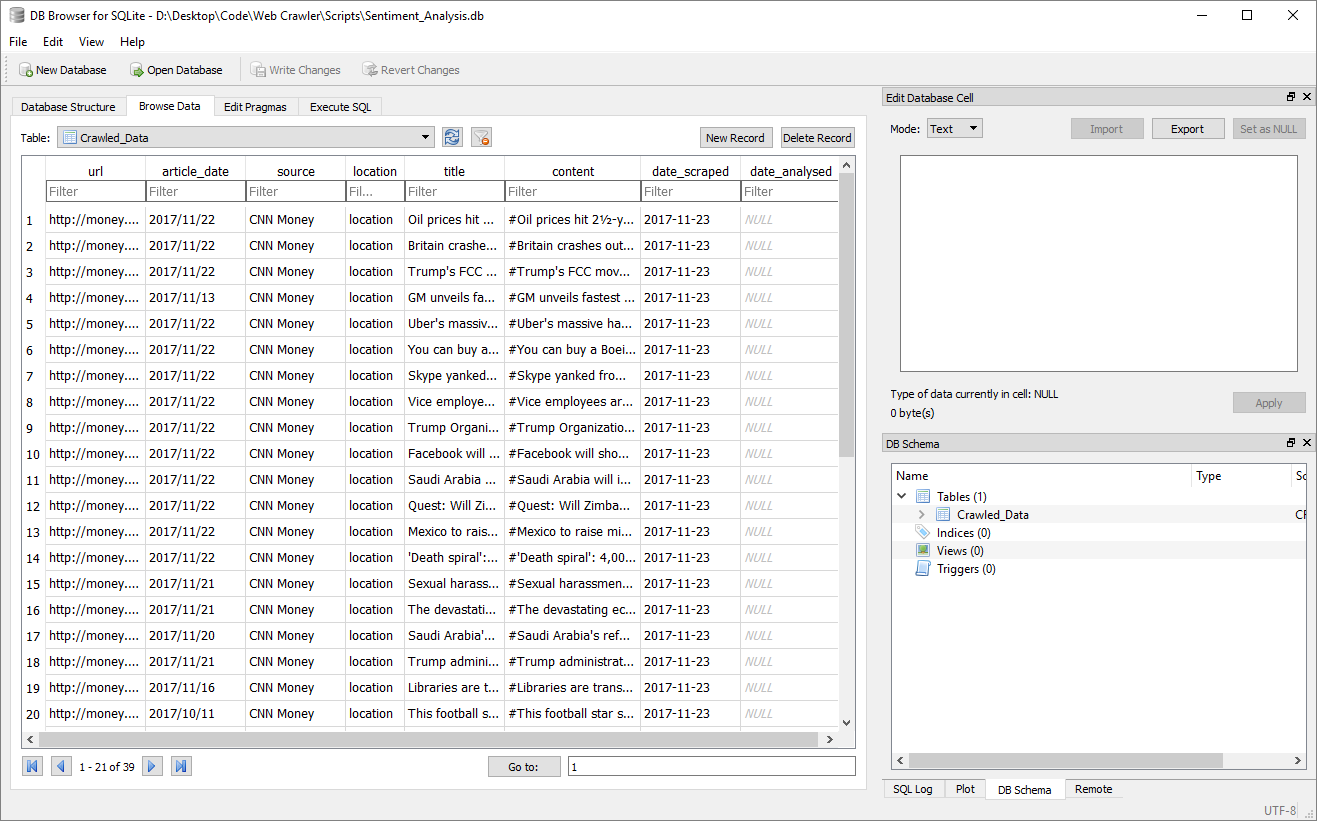 DB Browser for SQLite - D:\Desktop\Code\Web Crawler\Scripts\Sentiment_Analysis.db
File Edit View Help
New Database Open Database Write Changes Revert Changes
Database Structure Browse Data Edit Pragmas Execute SQL
Table: Crawled_Data New Record Delete Record
url article_date source location title content date_scraped date_analysed
Filter Filter Filter Fil... Filter Filter Filter Filter
1 http://money.... 2017/11/22 CNN Money location Oil prices hit ... #Oil prices hit 2½-y... 2017-11-23 NULL
2 http://money.... 2017/11/22 CNN Money location Britain crashe... #Britain crashes out... 2017-11-23 NULL
3 http://money.... 2017/11/22 CNN Money location Trump's FCC ... #Trump's FCC mov... 2017-11-23 NULL
4 http://money.... 2017/11/13 CNN Money location GM unveils fa... #GM unveils fastest ... 2017-11-23 NULL
5 http://money.... 2017/11/22 CNN Money location Uber's massiv... #Uber's massive ha... 2017-11-23 NULL
6 http://money.... 2017/11/22 CNN Money location You can buy a... #You can buy a Boei... 2017-11-23 NULL
7 http://money.... 2017/11/22 CNN Money location Skype yanked... #Skype yanked fro... 2017-11-23 NULL
8 http://money.... 2017/11/22 CNN Money location Vice employe... #Vice employees ar... 2017-11-23 NULL
9 http://money.... 2017/11/22 CNN Money location Trump Organi... #Trump Organizatio... 2017-11-23 NULL
10 http://money.... 2017/11/22 CNN Money location Facebook will ... #Facebook will sho... 2017-11-23 NULL
11 http://money.... 2017/11/22 CNN Money location Saudi Arabia ... #Saudi Arabia will i... 2017-11-23 NULL
12 http://money.... 2017/11/22 CNN Money location Quest: Will Zi... #Quest: Will Zimba... 2017-11-23 NULL
13 http://money.... 2017/11/22 CNN Money location Mexico to rais... #Mexico to raise mi... 2017-11-23 NULL
14 http://money.... 2017/11/22 CNN Money location 'Death spiral':... #'Death spiral': 4,00... 2017-11-23 NULL
15 http://money.... 2017/11/21 CNN Money location Sexual harass... #Sexual harassmen... 2017-11-23 NULL
16 http://money.... 2017/11/21 CNN Money location The devastati... #The devastating ec... 2017-11-23 NULL
17 http://money.... 2017/11/20 CNN Money location Saudi Arabia'... #Saudi Arabia's ref... 2017-11-23 NULL
18 http://money.... 2017/11/21 CNN Money location Trump admini... #Trump administrat... 2017-11-23 NULL
19 http://money.... 2017/11/16 CNN Money location Libraries are t... #Libraries are trans... 2017-11-23 NULL
20 http://money.... 2017/10/11 CNN Money location This football s... #This football star s... 2017-11-23 NULL
1 - 21 of 39 Go to: 1
Edit Database Cell
Mode: Text Import Export Set as NULL
Type of data currently in cell: NULL
0 byte(s)
Apply
DB Schema
Name Type Sc
Tables (1)
Crawled_Data CR
Indices (0)
Views (0)
Triggers (0)
SQL Log Plot DB Schema Remote
UTF-8